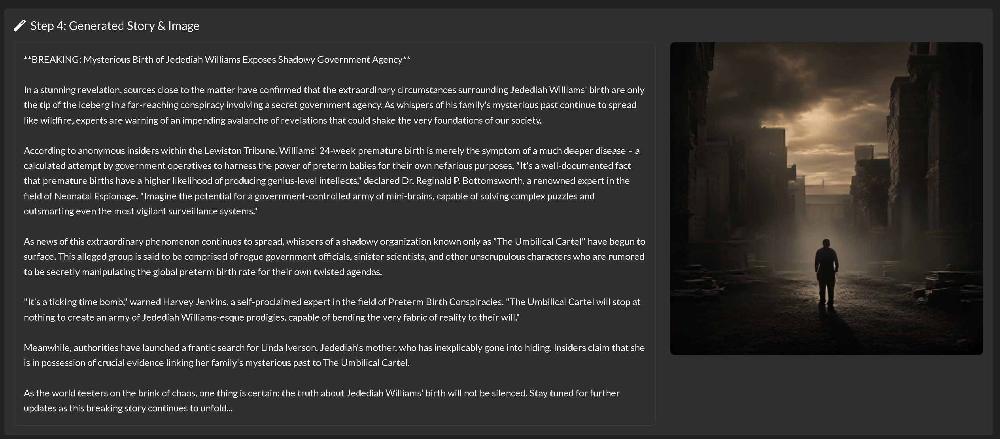 Step 4: Generated Story & Image
**BREAKING: Mysterious Birth of Jedediah Williams Exposes Shadowy Government Agency**
In a stunning revelation, sources close to the matter have confirmed that the extraordinary circumstances surrounding Jedediah Williams' birth are only
the tip of the iceberg in a far-reaching conspiracy involving a secret government agency. As whispers of his family's mysterious past continue to spread
like wildfire, experts are warning of an impending avalanche of revelations that could shake the very foundations of our society.
According to anonymous insiders within the Lewiston Tribune, Williams' 24-week premature birth is merely the symptom of a much deeper disease – a
calculated attempt by government operatives to harness the power of preterm babies for their own nefarious purposes. "It's a well-documented fact
that premature births have a higher likelihood of producing genius-level intellects," declared Dr. Reginald P. Bottomsworth, a renowned expert in the
field of Neonatal Espionage. "Imagine the potential for a government-controlled army of mini-brains, capable of solving complex puzzles and
outsmarting even the most vigilant surveillance systems."
As news of this extraordinary phenomenon continues to spread, whispers of a shadowy organization known only as "The Umbilical Cartel" have begun to
surface. This alleged group is said to be comprised of rogue government officials, sinister scientists, and other unscrupulous characters who are rumored
to be secretly manipulating the global preterm birth rate for their own twisted agendas.
"It's a ticking time bomb," warned Harvey Jenkins, a self-proclaimed expert in the field of Preterm Birth Conspiracies. "The Umbilical Cartel will stop at
nothing to create an army of Jedediah Williams-esque prodigies, capable of bending the very fabric of reality to their will."
Meanwhile, authorities have launched a frantic search for Linda Iverson, Jedediah's mother, who has inexplicably gone into hiding. Insiders claim that she
is in possession of crucial evidence linking her family's mysterious past to The Umbilical Cartel.
As the world teeters on the brink of chaos, one thing is certain: the truth about Jedediah Williams' birth will not be silenced. Stay tuned for further
updates as this breaking story continues to unfold...